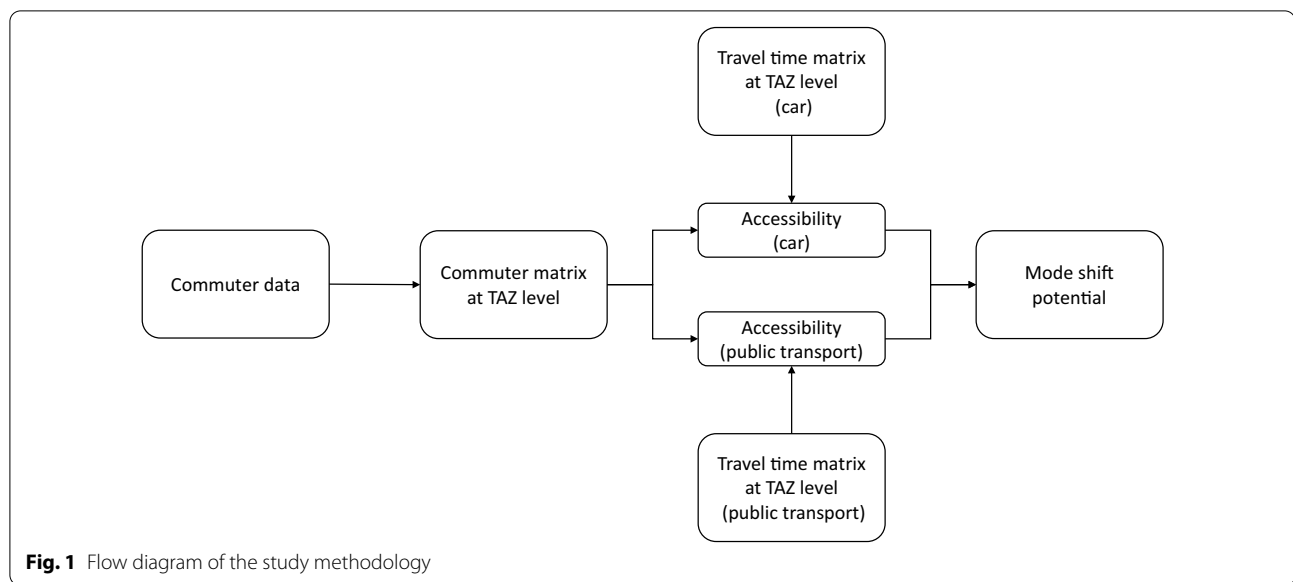 Travel time matrix
at TAZ level
(car)
Accessibility
(car)
Commuter data
Commuter matrix
at TAZ level
Mode shift
potential
Accessibility
(public transport)
Travel time matrix
at TAZ level
(public transport)
Fig. 1 Flow diagram of the study methodology